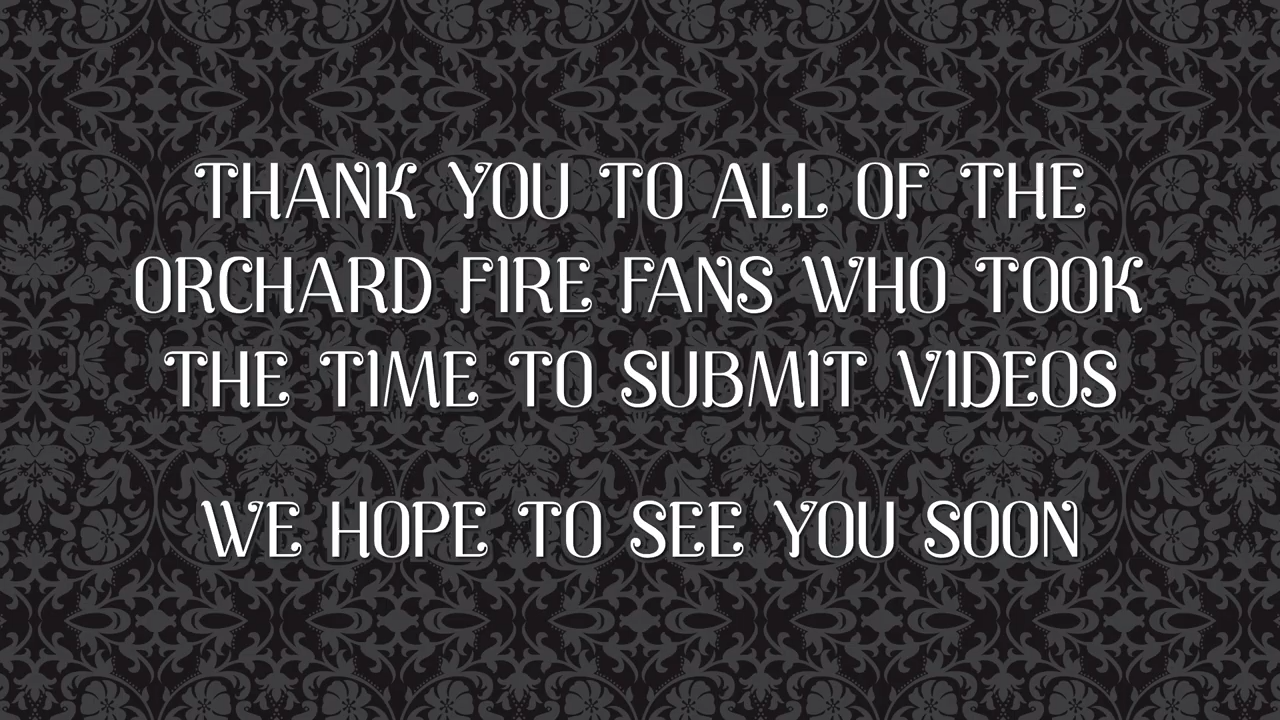 THANK YOU TO ALL OF THE
ORCHARD FIRE FANS WHO TOOK
THE TIME TO SUBMIT VIDEOS
WE HOPE TO SEE YOU SOON